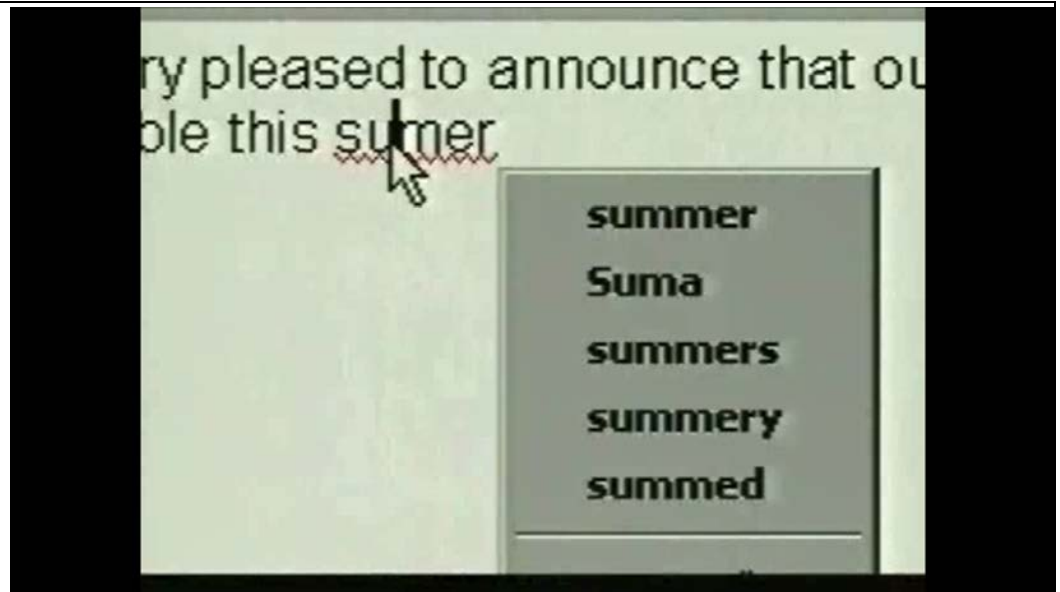 ry pleased to announce that ou
ble this sumer
summer
Suma
summers
summery
summed